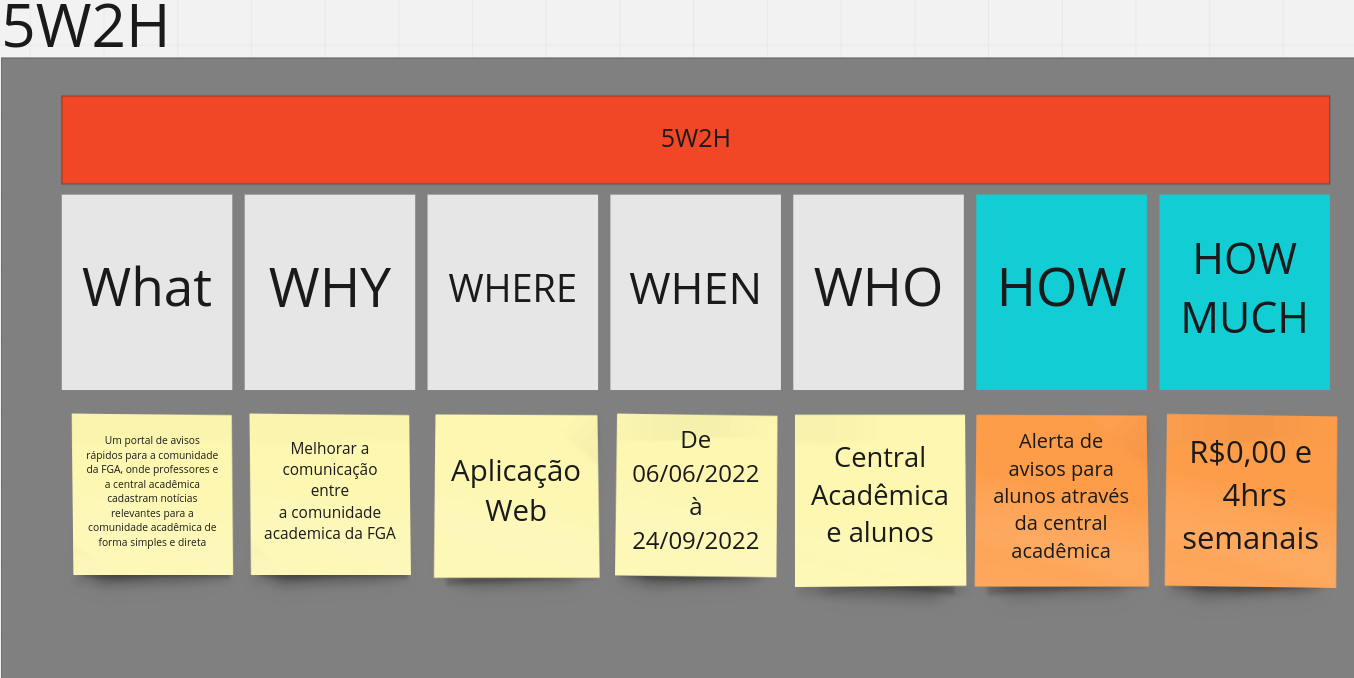 5W2H
5W2H
What
WHY
WHERE
WHEN
WHO
HOW
HOW
MUCH
Um portal de avisos
rápidos para a comunidade
da FGA, onde professores e
a central acadêmica
cadastram notícias
relevantes para a
comunidade acadêmica de
forma simples e direta
Melhorar a
comunicação
entre
a comunidade
academica da FGA
Aplicação
Web
De
06/06/2022
à
24/09/2022
Central
Acadêmica
e alunos
Alerta de
avisos para
alunos através
da central
acadêmica
R$0,00 e
4hrs
semanais